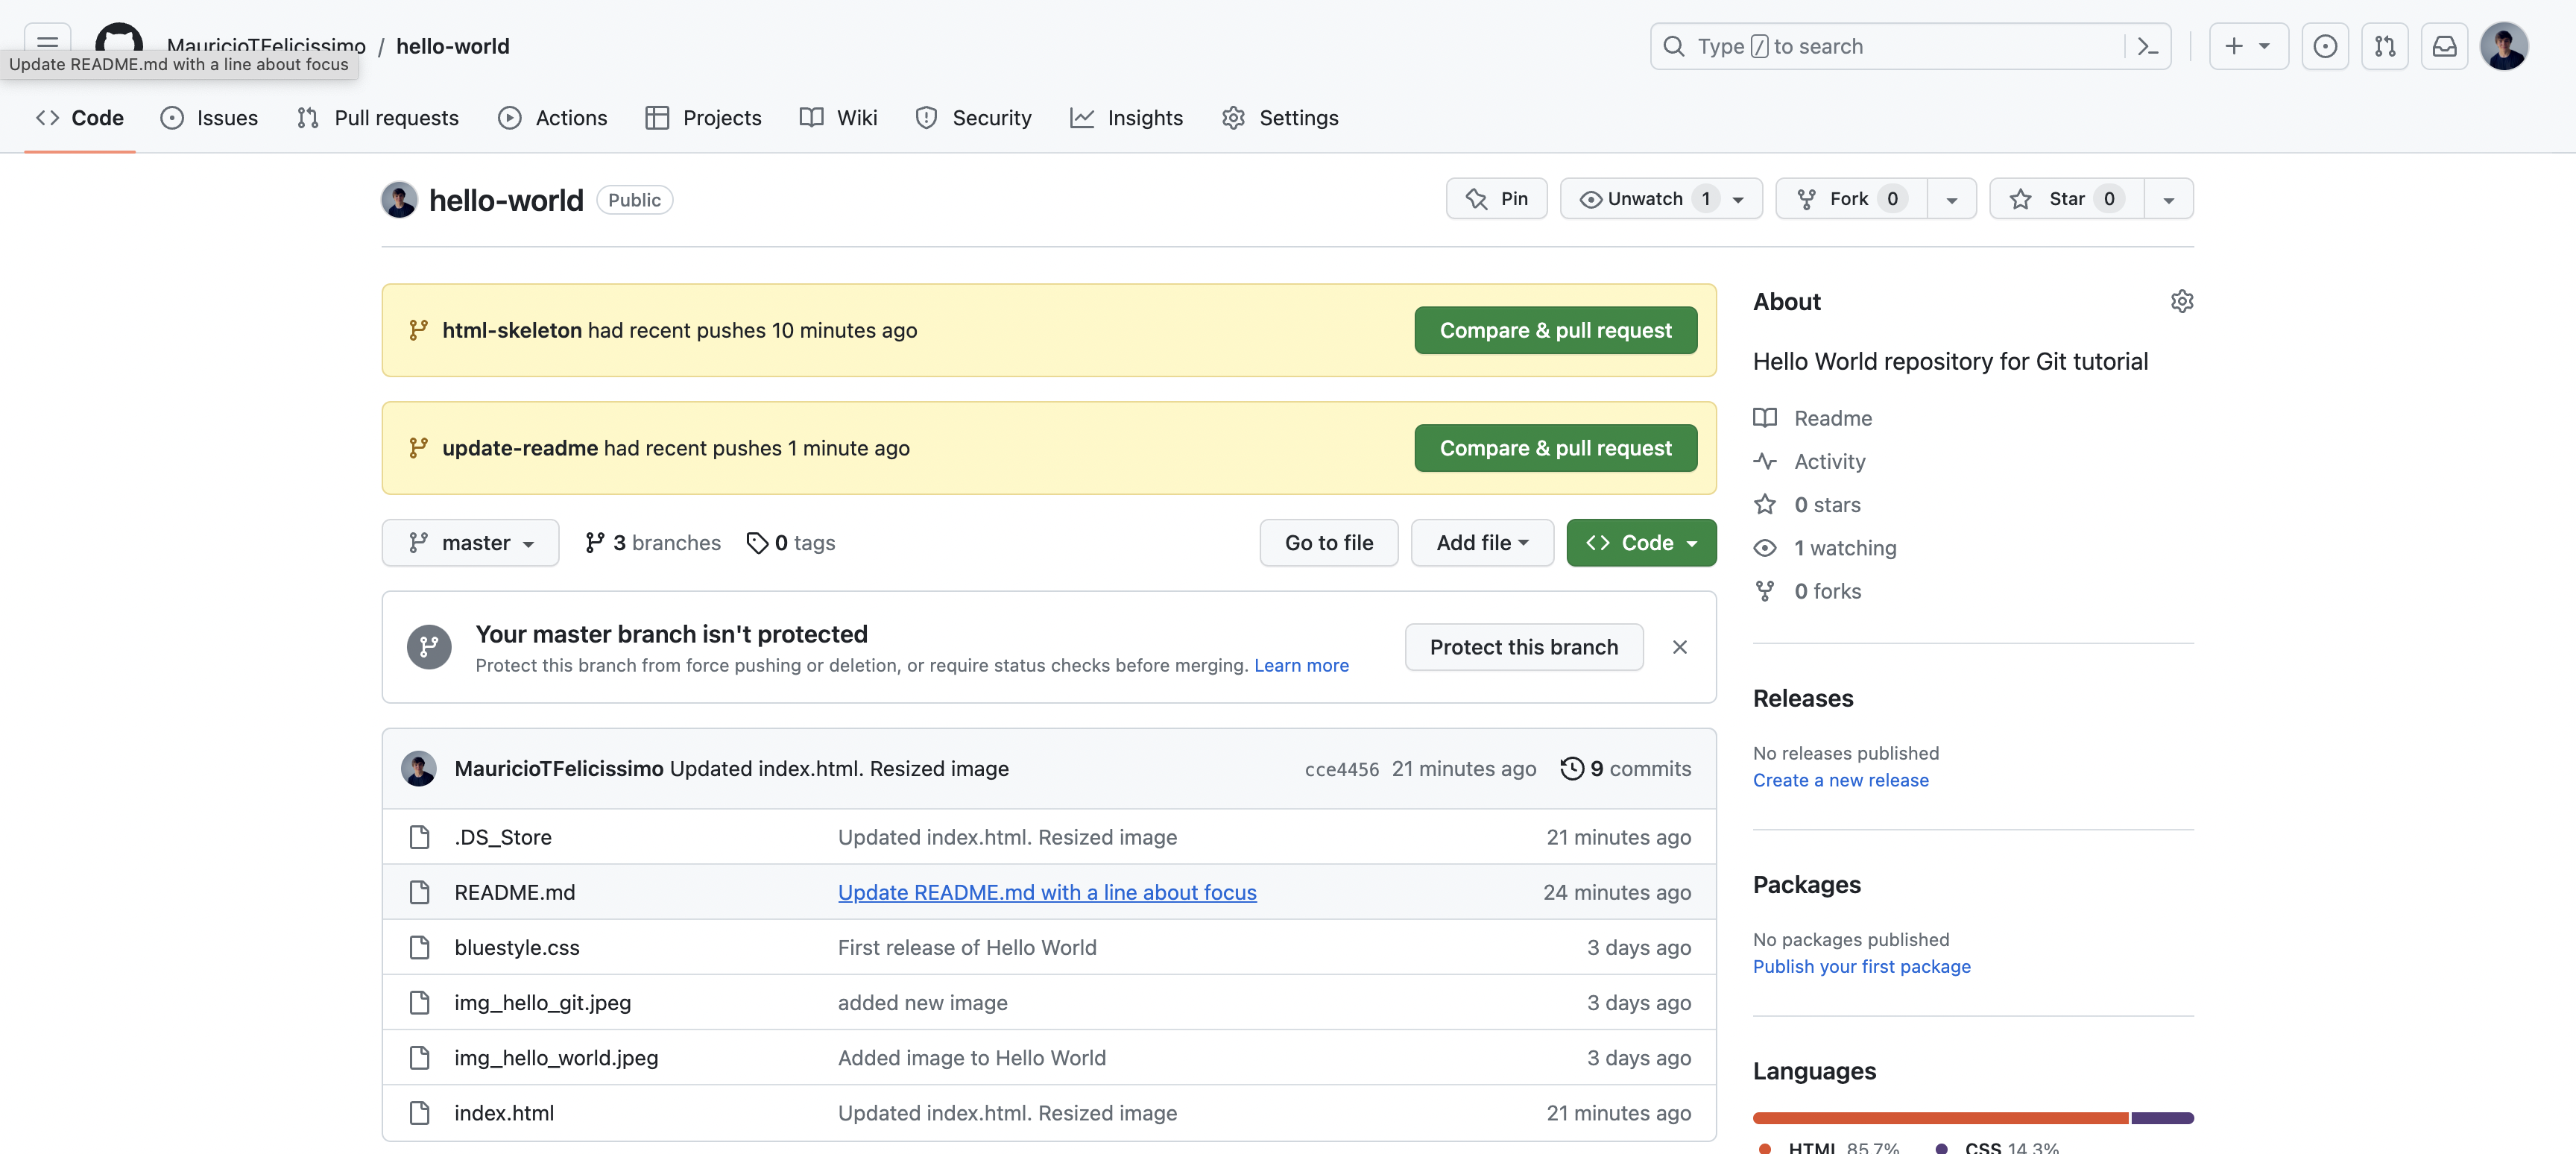 MauricioTFelicissimo / hello-world
Type / to search
Update README.md with a line about focus
Code Issues Pull requests Actions Projects Wiki Security Insights Settings
hello-world Public
Pin Unwatch 1 Fork 0 Star 0
html-skeleton had recent pushes 10 minutes ago Compare & pull request
update-readme had recent pushes 1 minute ago Compare & pull request
master 3 branches 0 tags Go to file Add file Code
Your master branch isn't protected
Protect this branch from force pushing or deletion, or require status checks before merging. Learn more
Protect this branch
MauricioTFelicissimo Updated index.html. Resized image cce4456 21 minutes ago 9 commits
.DS_Store Updated index.html. Resized image 21 minutes ago
README.md Update README.md with a line about focus 24 minutes ago
bluestyle.css First release of Hello World 3 days ago
img_hello_git.jpeg added new image 3 days ago
img_hello_world.jpeg Added image to Hello World 3 days ago
index.html Updated index.html. Resized image 21 minutes ago
About
Hello World repository for Git tutorial
Readme
Activity
0 stars
1 watching
0 forks
Releases
No releases published
Create a new release
Packages
No packages published
Publish your first package
Languages
HTML 85.7% CSS 14.3%